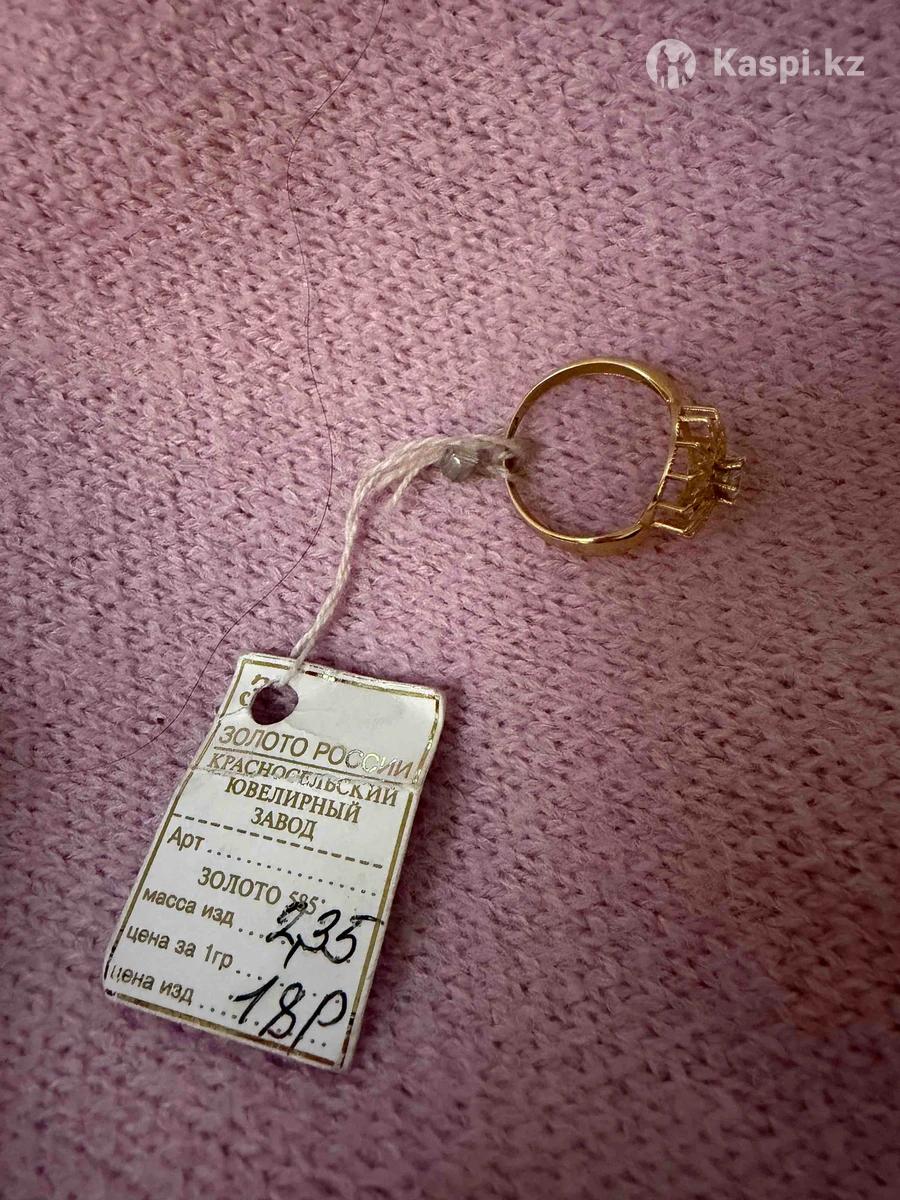 Kaspi.kz
ЗОЛОТО РОССИИ
КРАСНОСЕЛЬСКИЙ
ЮВЕЛИРНЫЙ
ЗАВОД
Арт
ЗОЛОТО 585
масса изд 2,35
цена за 1гр
цена изд 18р